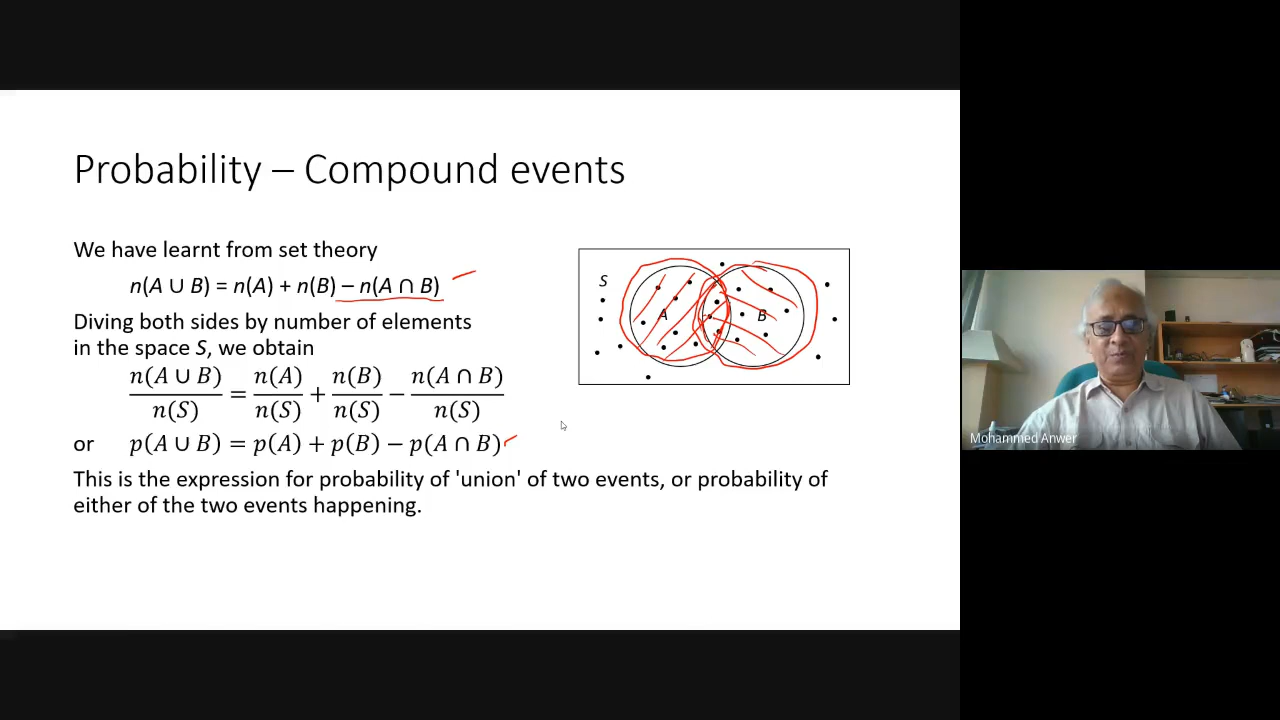 Probability – Compound events
We have learnt from set theory
n(A ∪ B) = n(A) + n(B) – n(A ∩ B)
Diving both sides by number of elements
in the space S, we obtain
n(A ∪ B)/n(S) = n(A)/n(S) + n(B)/n(S) − n(A ∩ B)/n(S)
or p(A ∪ B) = p(A) + p(B) − p(A ∩ B)
This is the expression for probability of 'union' of two events, or probability of
either of the two events happening.
S
A
B
Mohammed Anwer